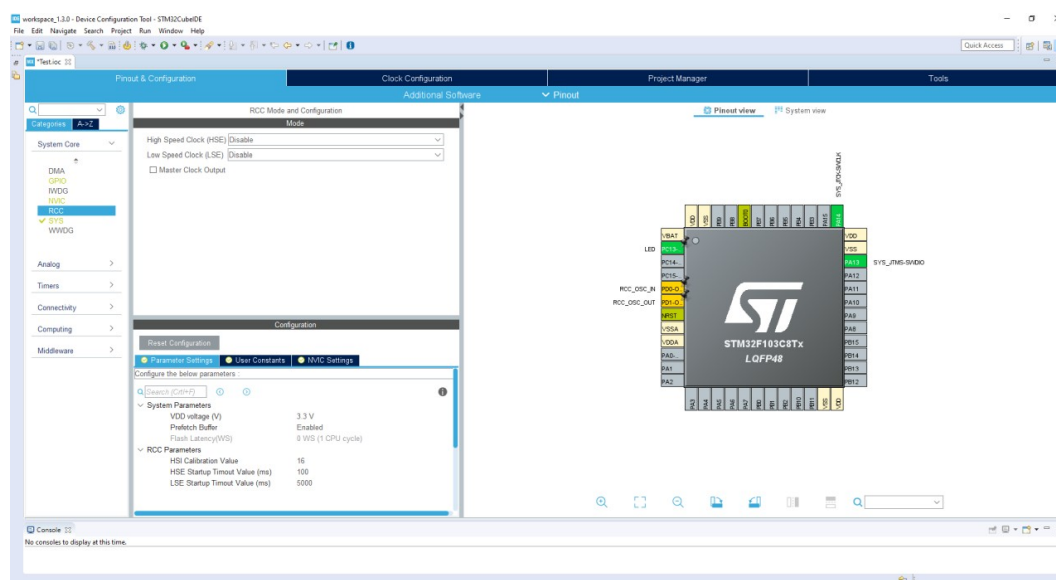 workspace_1.3.0 - Device Configuration Tool - STM32CubeIDE
File Edit Navigate Search Project Run Window Help
Quick Access
*Test.ioc
Pinout & Configuration
Clock Configuration
Project Manager
Tools
Additional Software
Pinout
Categories A->Z
System Core
DMA
GPIO
IWDG
NVIC
RCC
SYS
WWDG
Analog
Timers
Connectivity
Computing
Middleware
RCC Mode and Configuration
Mode
High Speed Clock (HSE) Disable
Low Speed Clock (LSE) Disable
Master Clock Output
Configuration
Reset Configuration
Parameter Settings User Constants NVIC Settings
Configure the below parameters :
Search (Ctrl+F)
System Parameters
VDD voltage (V) 3.3 V
Prefetch Buffer Enabled
Flash Latency(WS) 0 WS (1 CPU cycle)
RCC Parameters
HSI Calibration Value 16
HSE Startup Timout Value (ms) 100
LSE Startup Timout Value (ms) 5000
Pinout view System view
SYS_JTCK-SWCLK
VDD VSS PB9 PB8 BOOT0 PB7 PB6 PB5 PB4 PB3 PA15 PA14
VBAT VDD
LED PC13-.. VSS
PC14-.. PA13 SYS_JTMS-SWDIO
PC15-.. PA12
RCC_OSC_IN PD0-O.. PA11
RCC_OSC_OUT PD1-O.. PA10
NRST PA9
VSSA PA8
VDDA PB15
PA0-.. PB14
PA1 PB13
PA2 PB12
STM32F103C8Tx
LQFP48
PA3 PA4 PA5 PA6 PA7 PB0 PB1 PB2 PB10 PB11 VSS VDD
Console
No consoles to display at this time.